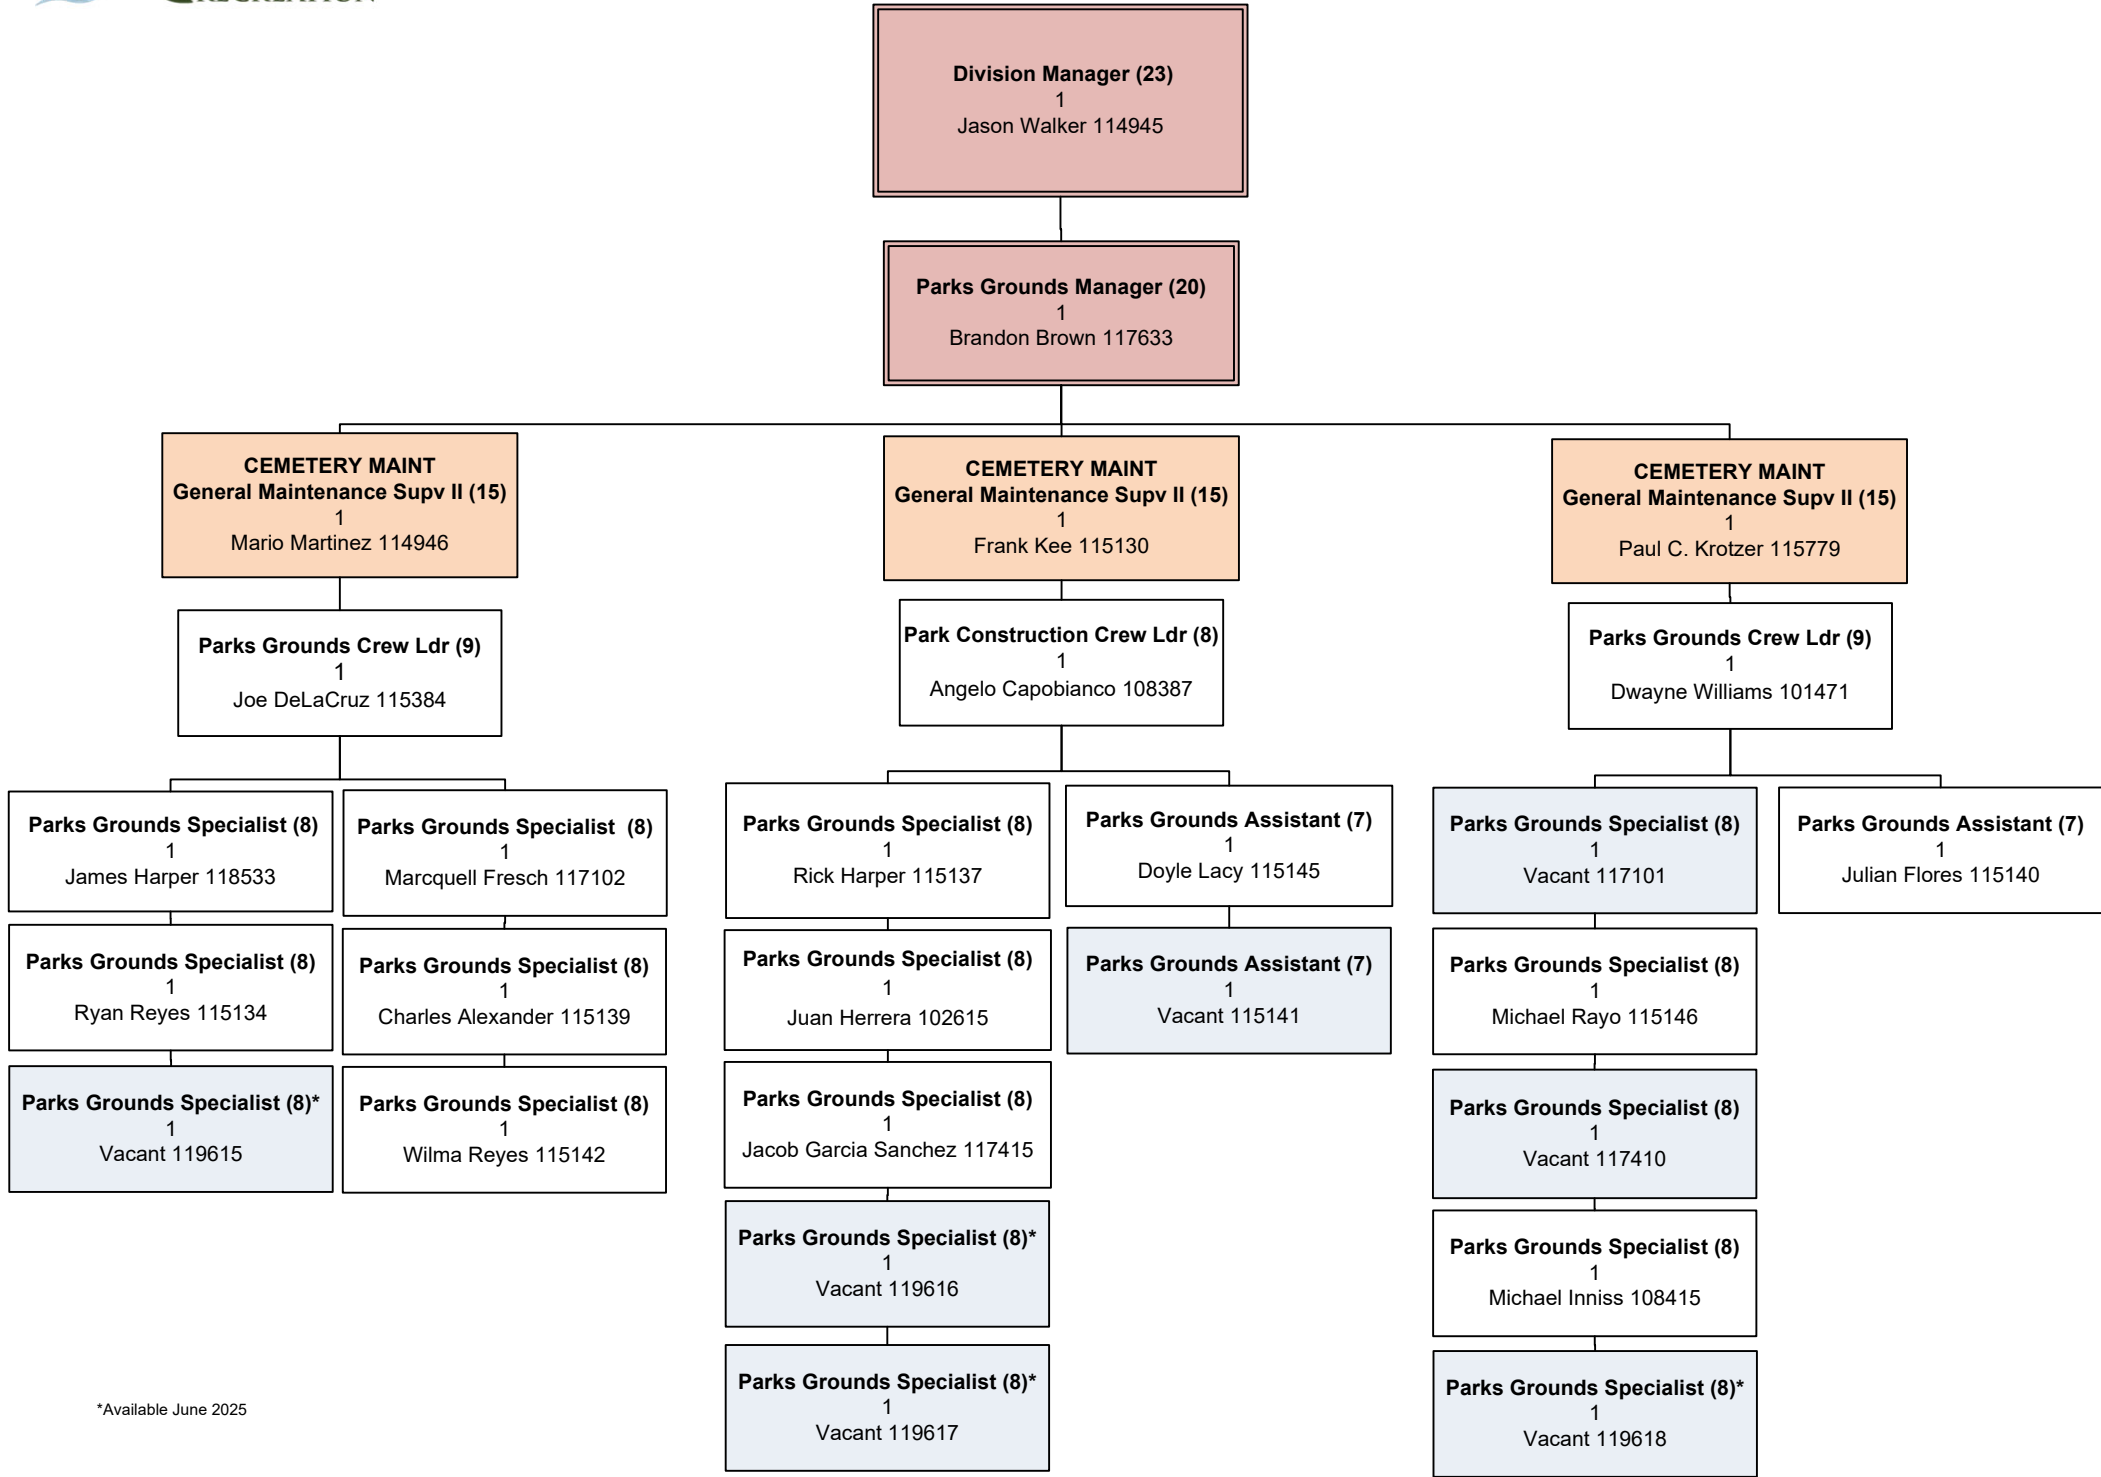 RECREATION
Division Manager (23)
1
Jason Walker 114945
Parks Grounds Manager (20)
1
Brandon Brown 117633
CEMETERY MAINT
General Maintenance Supv II (15)
1
Mario Martinez 114946
CEMETERY MAINT
General Maintenance Supv II (15)
1
Frank Kee 115130
CEMETERY MAINT
General Maintenance Supv II (15)
1
Paul C. Krotzer 115779
Parks Grounds Crew Ldr (9)
1
Joe DeLaCruz 115384
Park Construction Crew Ldr (8)
1
Angelo Capobianco 108387
Parks Grounds Crew Ldr (9)
1
Dwayne Williams 101471
Parks Grounds Specialist (8)
1
James Harper 118533
Parks Grounds Specialist (8)
1
Marcquell Fresch 117102
Parks Grounds Specialist (8)
1
Rick Harper 115137
Parks Grounds Assistant (7)
1
Doyle Lacy 115145
Parks Grounds Specialist (8)
1
Vacant 117101
Parks Grounds Assistant (7)
1
Julian Flores 115140
Parks Grounds Specialist (8)
1
Ryan Reyes 115134
Parks Grounds Specialist (8)
1
Charles Alexander 115139
Parks Grounds Specialist (8)
1
Juan Herrera 102615
Parks Grounds Assistant (7)
1
Vacant 115141
Parks Grounds Specialist (8)
1
Michael Rayo 115146
Parks Grounds Specialist (8)*
1
Vacant 119615
Parks Grounds Specialist (8)
1
Wilma Reyes 115142
Parks Grounds Specialist (8)
1
Jacob Garcia Sanchez 117415
Parks Grounds Specialist (8)
1
Vacant 117410
Parks Grounds Specialist (8)*
1
Vacant 119616
Parks Grounds Specialist (8)
1
Michael Inniss 108415
Parks Grounds Specialist (8)*
1
Vacant 119617
Parks Grounds Specialist (8)*
1
Vacant 119618
*Available June 2025